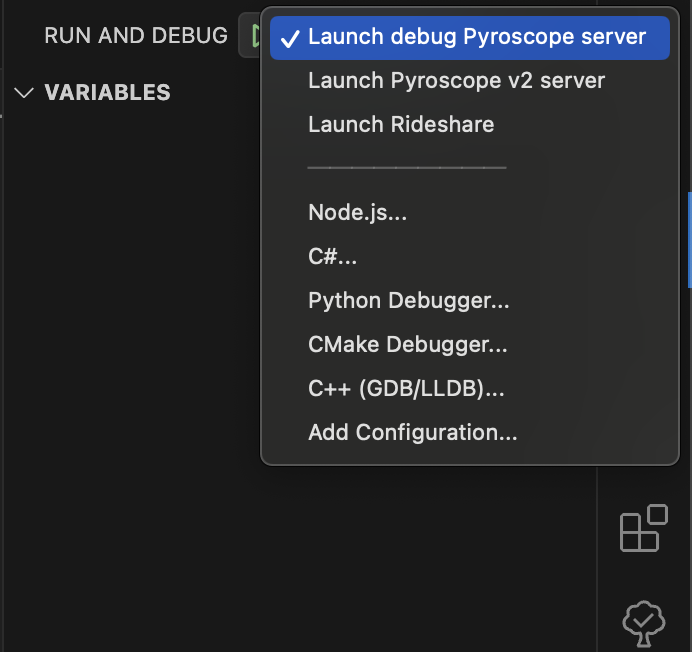 RUN AND DEBUG
Launch debug Pyroscope server
Launch Pyroscope v2 server
Launch Rideshare
VARIABLES
Node.js...
C#...
Python Debugger...
CMake Debugger...
C++ (GDB/LLDB)...
Add Configuration...